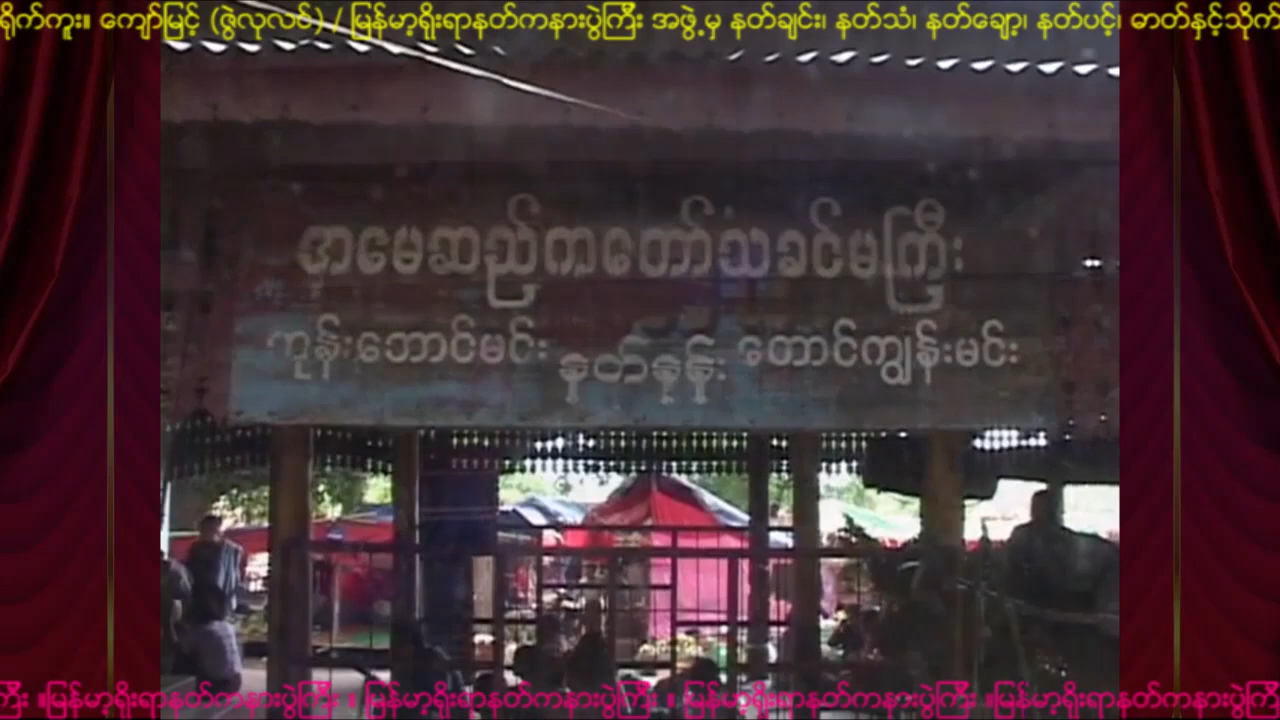 ရိုက်ကူး။ ကျော်မြင့် (ဇွဲလုလင်) / မြန်မာ့ရိုးရာနတ်ကနားပွဲကြီး အဖွဲ့မှ နတ်ချင်း၊ နတ်သံ၊ နတ်ချော့၊ နတ်ပင့်၊ ဓာတ်နှင့်သိုက်
အမေဆည်ကတော်သခင်မကြီး
ကုန်းဘောင်မင်း နတ်နုန်း တောင်ကျွန်းမင်း
ကြီး ။မြန်မာ့ရိုးရာနတ်ကနားပွဲကြီး ။ မြန်မာ့ရိုးရာနတ်ကနားပွဲကြီး ။ မြန်မာ့ရိုးရာနတ်ကနားပွဲကြီး ။မြန်မာ့ရိုးရာနတ်ကနားပွဲကြီး